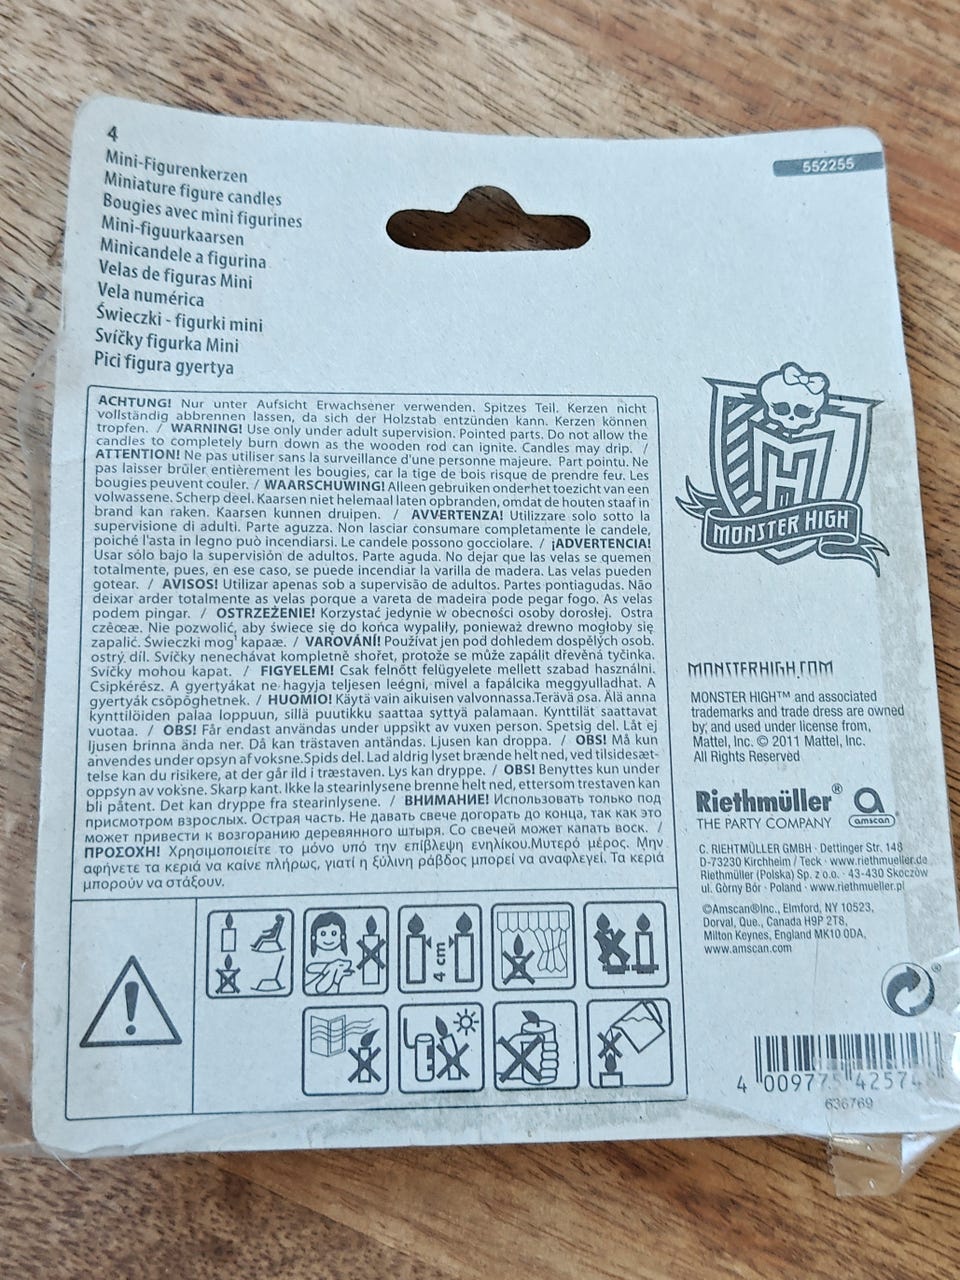 4
Mini-Figurenkerzen
Miniature figure candles
Bougies avec mini figurines
Mini-figuurkaarsen
Minicandele a figurina
Velas de figuras Mini
Vela numérica
Świeczki - figurki mini
Svíčky figurka Mini
Pici figura gyertya
552255
ACHTUNG! Nur unter Aufsicht Erwachsener verwenden. Spitzes Teil. Kerzen nicht
vollständig abbrennen lassen, da sich der Holzstab entzünden kann. Kerzen können
tropfen. / WARNING! Use only under adult supervision. Pointed parts. Do not allow the
candles to completely burn down as the wooden rod can ignite. Candles may drip. /
ATTENTION! Ne pas utiliser sans la surveillance d'une personne majeure. Part pointu. Ne
pas laisser brûler entièrement les bougies, car la tige de bois risque de prendre feu. Les
bougies peuvent couler. / WAARSCHUWING! Alleen gebruiken onderhet toezicht van een
volwassene. Scherp deel. Kaarsen niet helemaal laten opbranden, omdat de houten staaf in
brand kan raken. Kaarsen kunnen druipen. / AVVERTENZA! Utilizzare solo sotto la
supervisione di adulti. Parte aguzza. Non lasciar consumare completamente le candele,
poiché l'asta in legno può incendiarsi. Le candele possono gocciolare. / ¡ADVERTENCIA!
Usar sólo bajo la supervisión de adultos. Parte aguda. No dejar que las velas se quemen
totalmente, pues, en ese caso, se puede incendiar la varilla de madera. Las velas pueden
gotear. / AVISOS! Utilizar apenas sob a supervisão de adultos. Partes pontiagudas. Não
deixar arder totalmente as velas porque a vareta de madeira pode pegar fogo. As velas
podem pingar. / OSTRZEŻENIE! Korzystać jedynie w obecności osoby dorosłej. Ostra
częœæ. Nie pozwolić, aby świece się do końca wypaliły, ponieważ drewno mogłoby się
zapalić. Świeczki mog¹ kapaæ. / VAROVÁNÍ! Používat jen pod dohledem dospělých osob.
ostrý díl. Svíčky nenechávat kompletně shořet, protože se může zapálit dřevěná tyčinka.
Svíčky mohou kapat. / FIGYELEM! Csak felnőtt felügyelete mellett szabad használni.
Csipkérész. A gyertyákat ne hagyja teljesen leégni, mivel a fapálcika meggyulladhat. A
gyertyák csöpöghetnek. / HUOMIO! Käytä vain aikuisen valvonnassa.Terävä osa. Älä anna
kynttilöiden palaa loppuun, sillä puutikku saattaa syttyä palamaan. Kynttilät saattavat
vuotaa. / OBS! Får endast användas under uppsikt av vuxen person. Spetsig del. Låt ej
ljusen brinna ända ner. Då kan trästaven antändas. Ljusen kan droppa. / OBS! Må kun
anvendes under opsyn af voksne.Spids del. Lad aldrig lyset brænde helt ned, ved tilsidesæt-
telse kan du risikere, at der går ild i træstaven. Lys kan dryppe. / OBS! Benyttes kun under
oppsyn av voksne. Skarp kant. Ikke la stearinlysene brenne helt ned, ettersom trestaven kan
bli påtent. Det kan dryppe fra stearinlysene. / ВНИМАНИЕ! Использовать только под
присмотром взрослых. Острая часть. Не давать свече догорать до конца, так как это
может привести к возгоранию деревянного штыря. Со свечей может капать воск. /
ΠΡΟΣΟΧΗ! Χρησιμοποιείτε το μόνο υπό την επίβλεψη ενηλίκου.Μυτερό μέρος. Μην
αφήνετε τα κεριά να καίνε πλήρως, γιατί η ξύλινη ράβδος μπορεί να αναφλεγεί. Τα κεριά
μπορούν να στάξουν.
4 cm
MONSTER HIGH
MONSTERHIGH.COM
MONSTER HIGH™ and associated
trademarks and trade dress are owned
by, and used under license from,
Mattel, Inc. © 2011 Mattel, Inc.
All Rights Reserved
Riethmüller®
THE PARTY COMPANY
amscan
C. RIEHTMÜLLER GMBH · Dettinger Str. 148
D-73230 Kirchheim / Teck · www.riethmueller.de
Riethmüller (Polska) Sp. z o.o. · 43-430 Skoczów
ul. Górny Bór · Poland · www.riethmueller.pl
©Amscan®Inc., Elmford, NY 10523,
Dorval, Que., Canada H9P 2T8,
Milton Keynes, England MK10 0DA,
www.amscan.com
4 009775 42574
636769